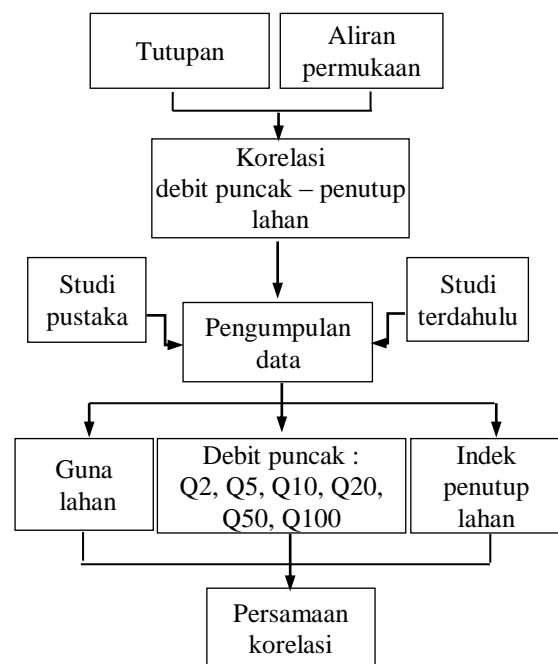 Tutupan
Aliran
permukaan
Korelasi
debit puncak – penutup
lahan
Studi
pustaka
Studi
terdahulu
Pengumpulan
data
Guna
lahan
Debit puncak :
Q2, Q5, Q10, Q20,
Q50, Q100
Indek
penutup
lahan
Persamaan
korelasi